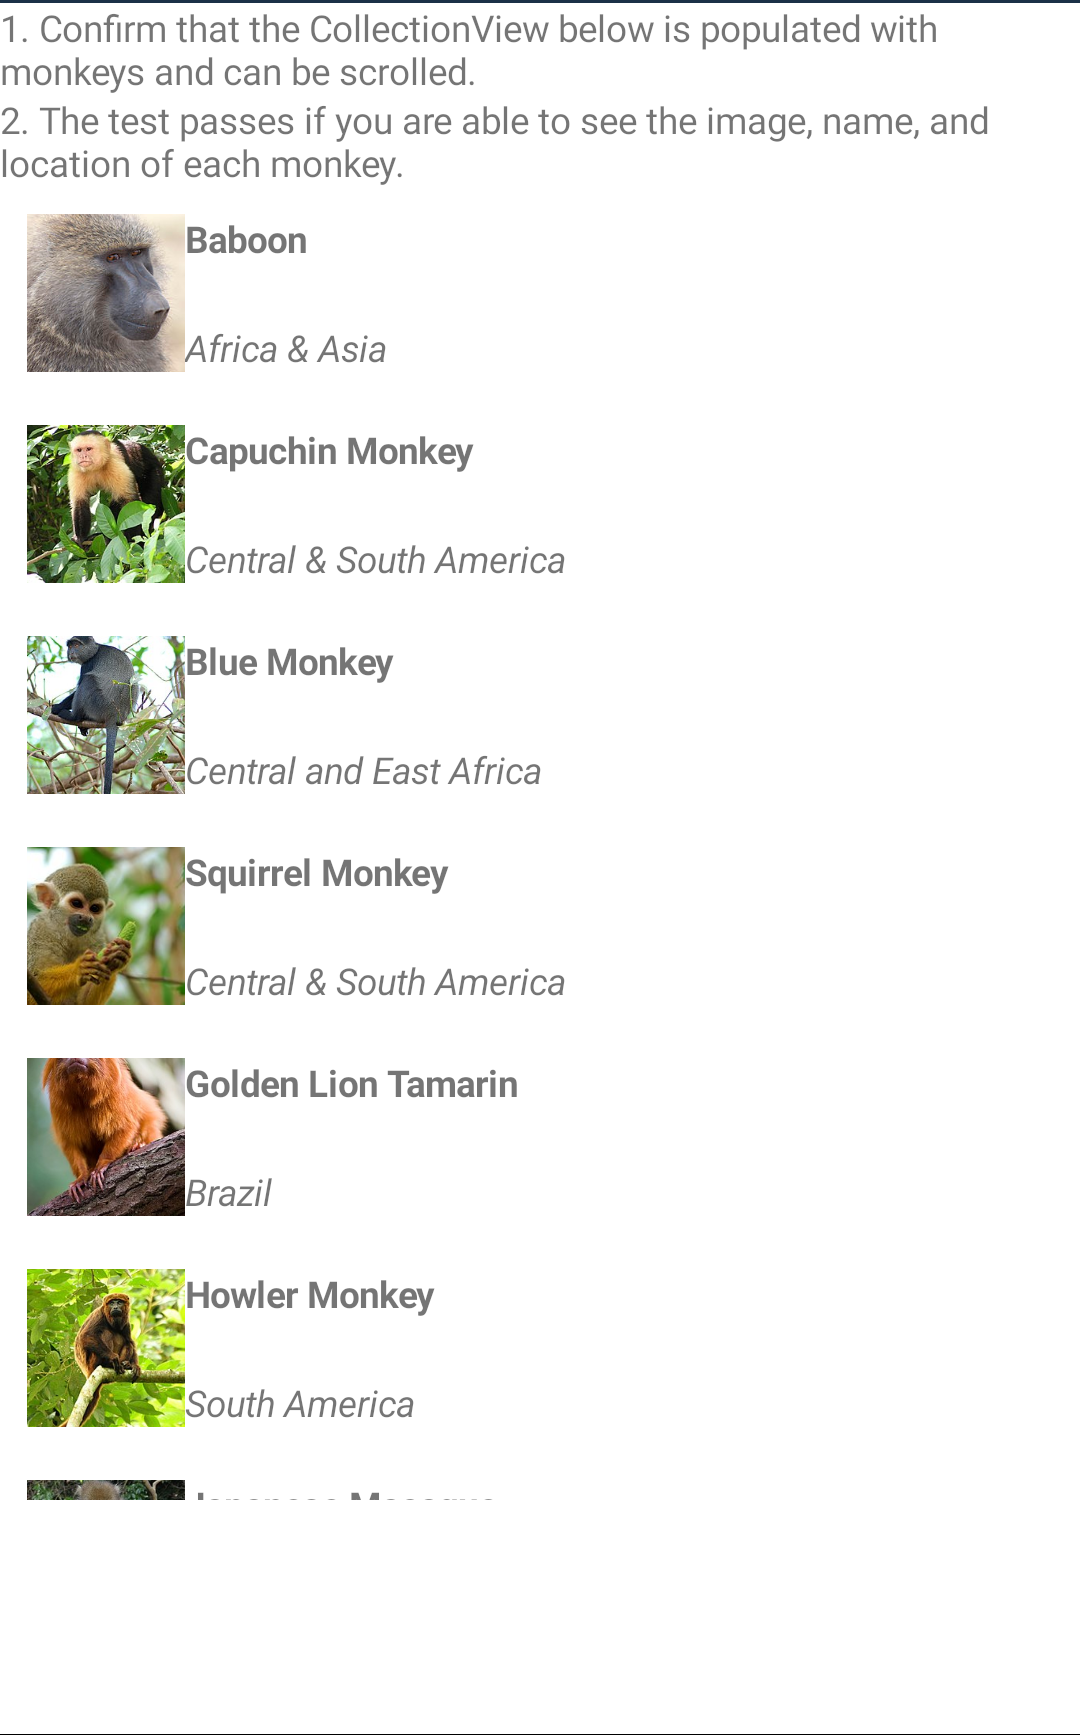 1. Confirm that the CollectionView below is populated with
monkeys and can be scrolled.
2. The test passes if you are able to see the image, name, and
location of each monkey.
Baboon
Africa & Asia
Capuchin Monkey
Central & South America
Blue Monkey
Central and East Africa
Squirrel Monkey
Central & South America
Golden Lion Tamarin
Brazil
Howler Monkey
South America